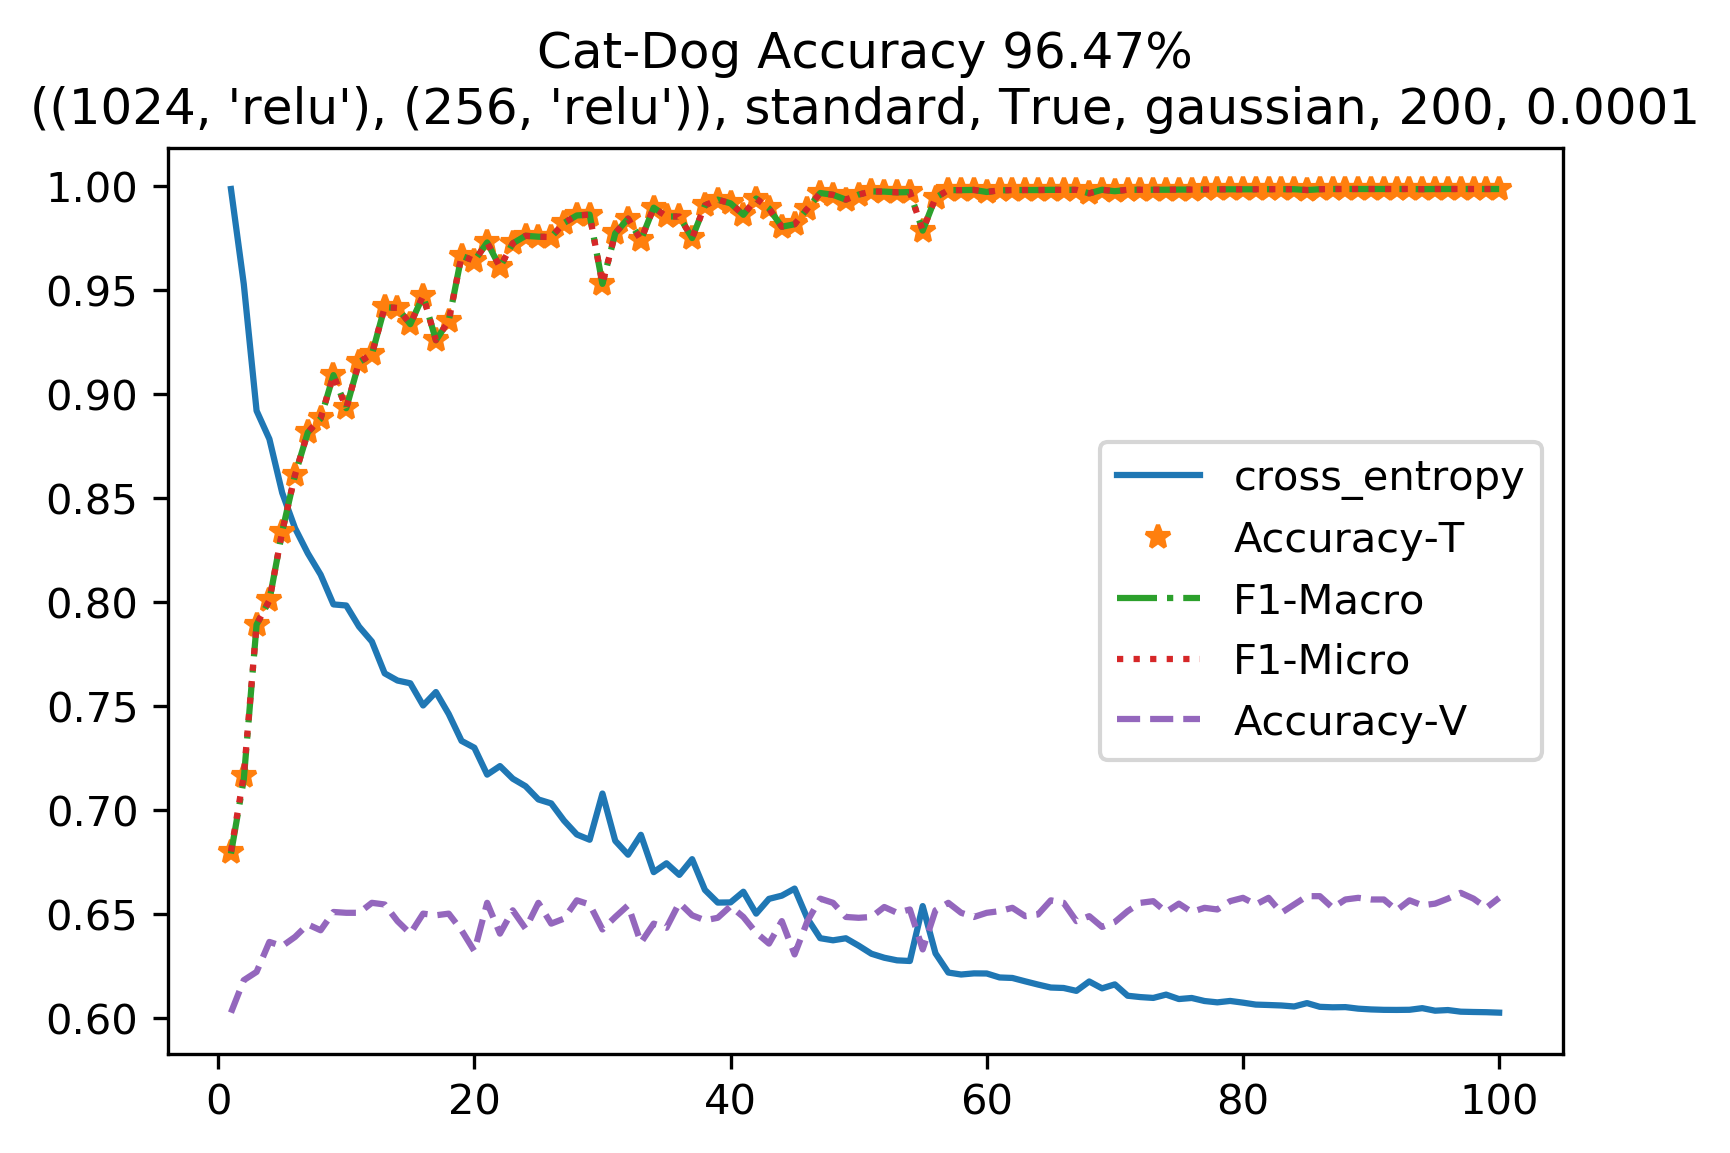 Cat-Dog Accuracy 96.47%
((1024, 'relu'), (256, 'relu')), standard, True, gaussian, 200, 0.0001
1.00
0.95
0.90
0.85
0.80
0.75
0.70
0.65
0.60
cross_entropy
Accuracy-T
F1-Macro
F1-Micro
Accuracy-V
0
20
40
60
80
100